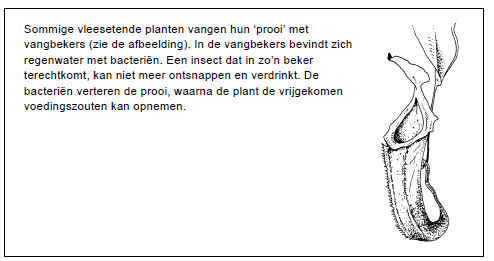 Sommige vleesetende planten vangen hun ‘prooi’ met
vangbekers (zie de afbeelding). In de vangbekers bevindt zich
regenwater met bacteriën. Een insect dat in zo’n beker
terechtkomt, kan niet meer ontsnappen en verdrinkt. De
bacteriën verteren de prooi, waarna de plant de vrijgekomen
voedingszouten kan opnemen.